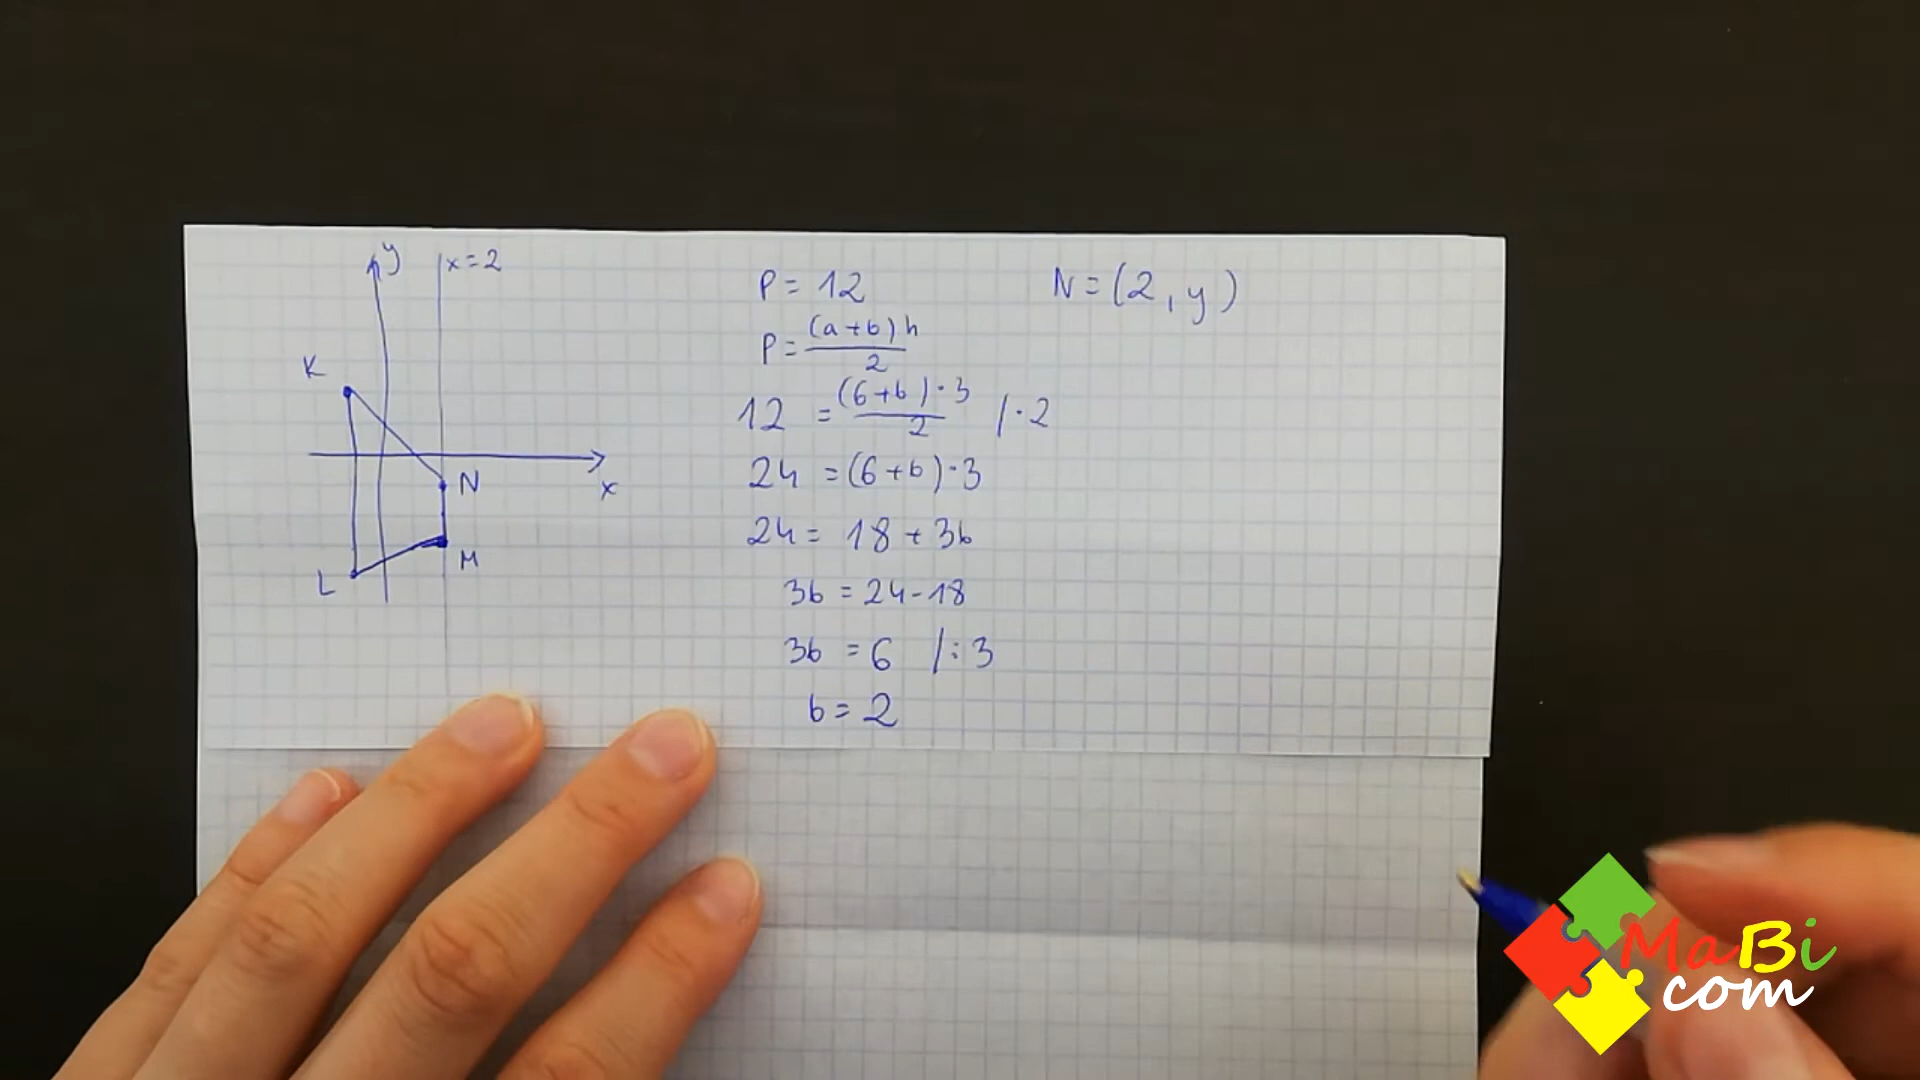 y
x=2
K
N
x
M
L
P = 12
P = (a+b)h / 2
12 = (6+b)·3 / 2 /·2
24 = (6+b)·3
24 = 18 + 3b
3b = 24-18
3b = 6 /:3
b = 2
N = (2, y)
MaBi
com